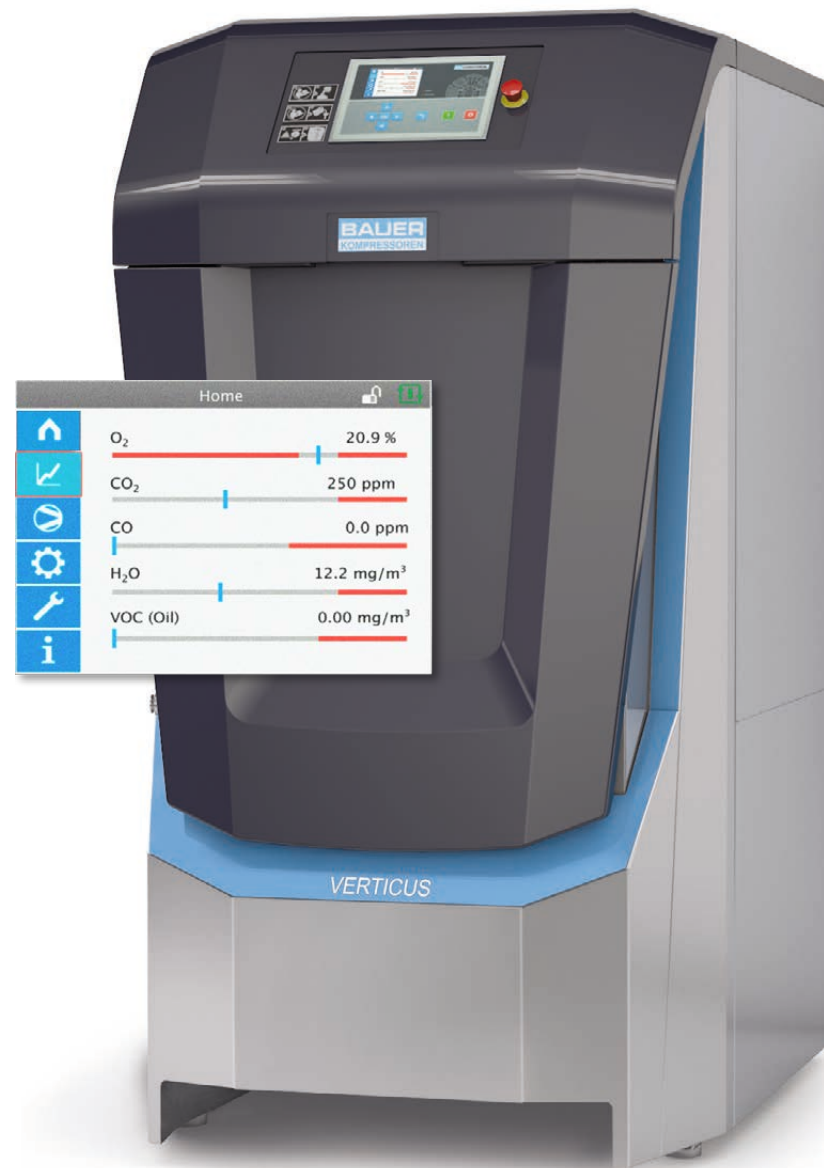 BAUER
KOMPRESSOREN
Home
O₂ 20.9 %
CO₂ 250 ppm
CO 0.0 ppm
H₂O 12.2 mg/m³
VOC (Oil) 0.00 mg/m³
i
VERTICUS